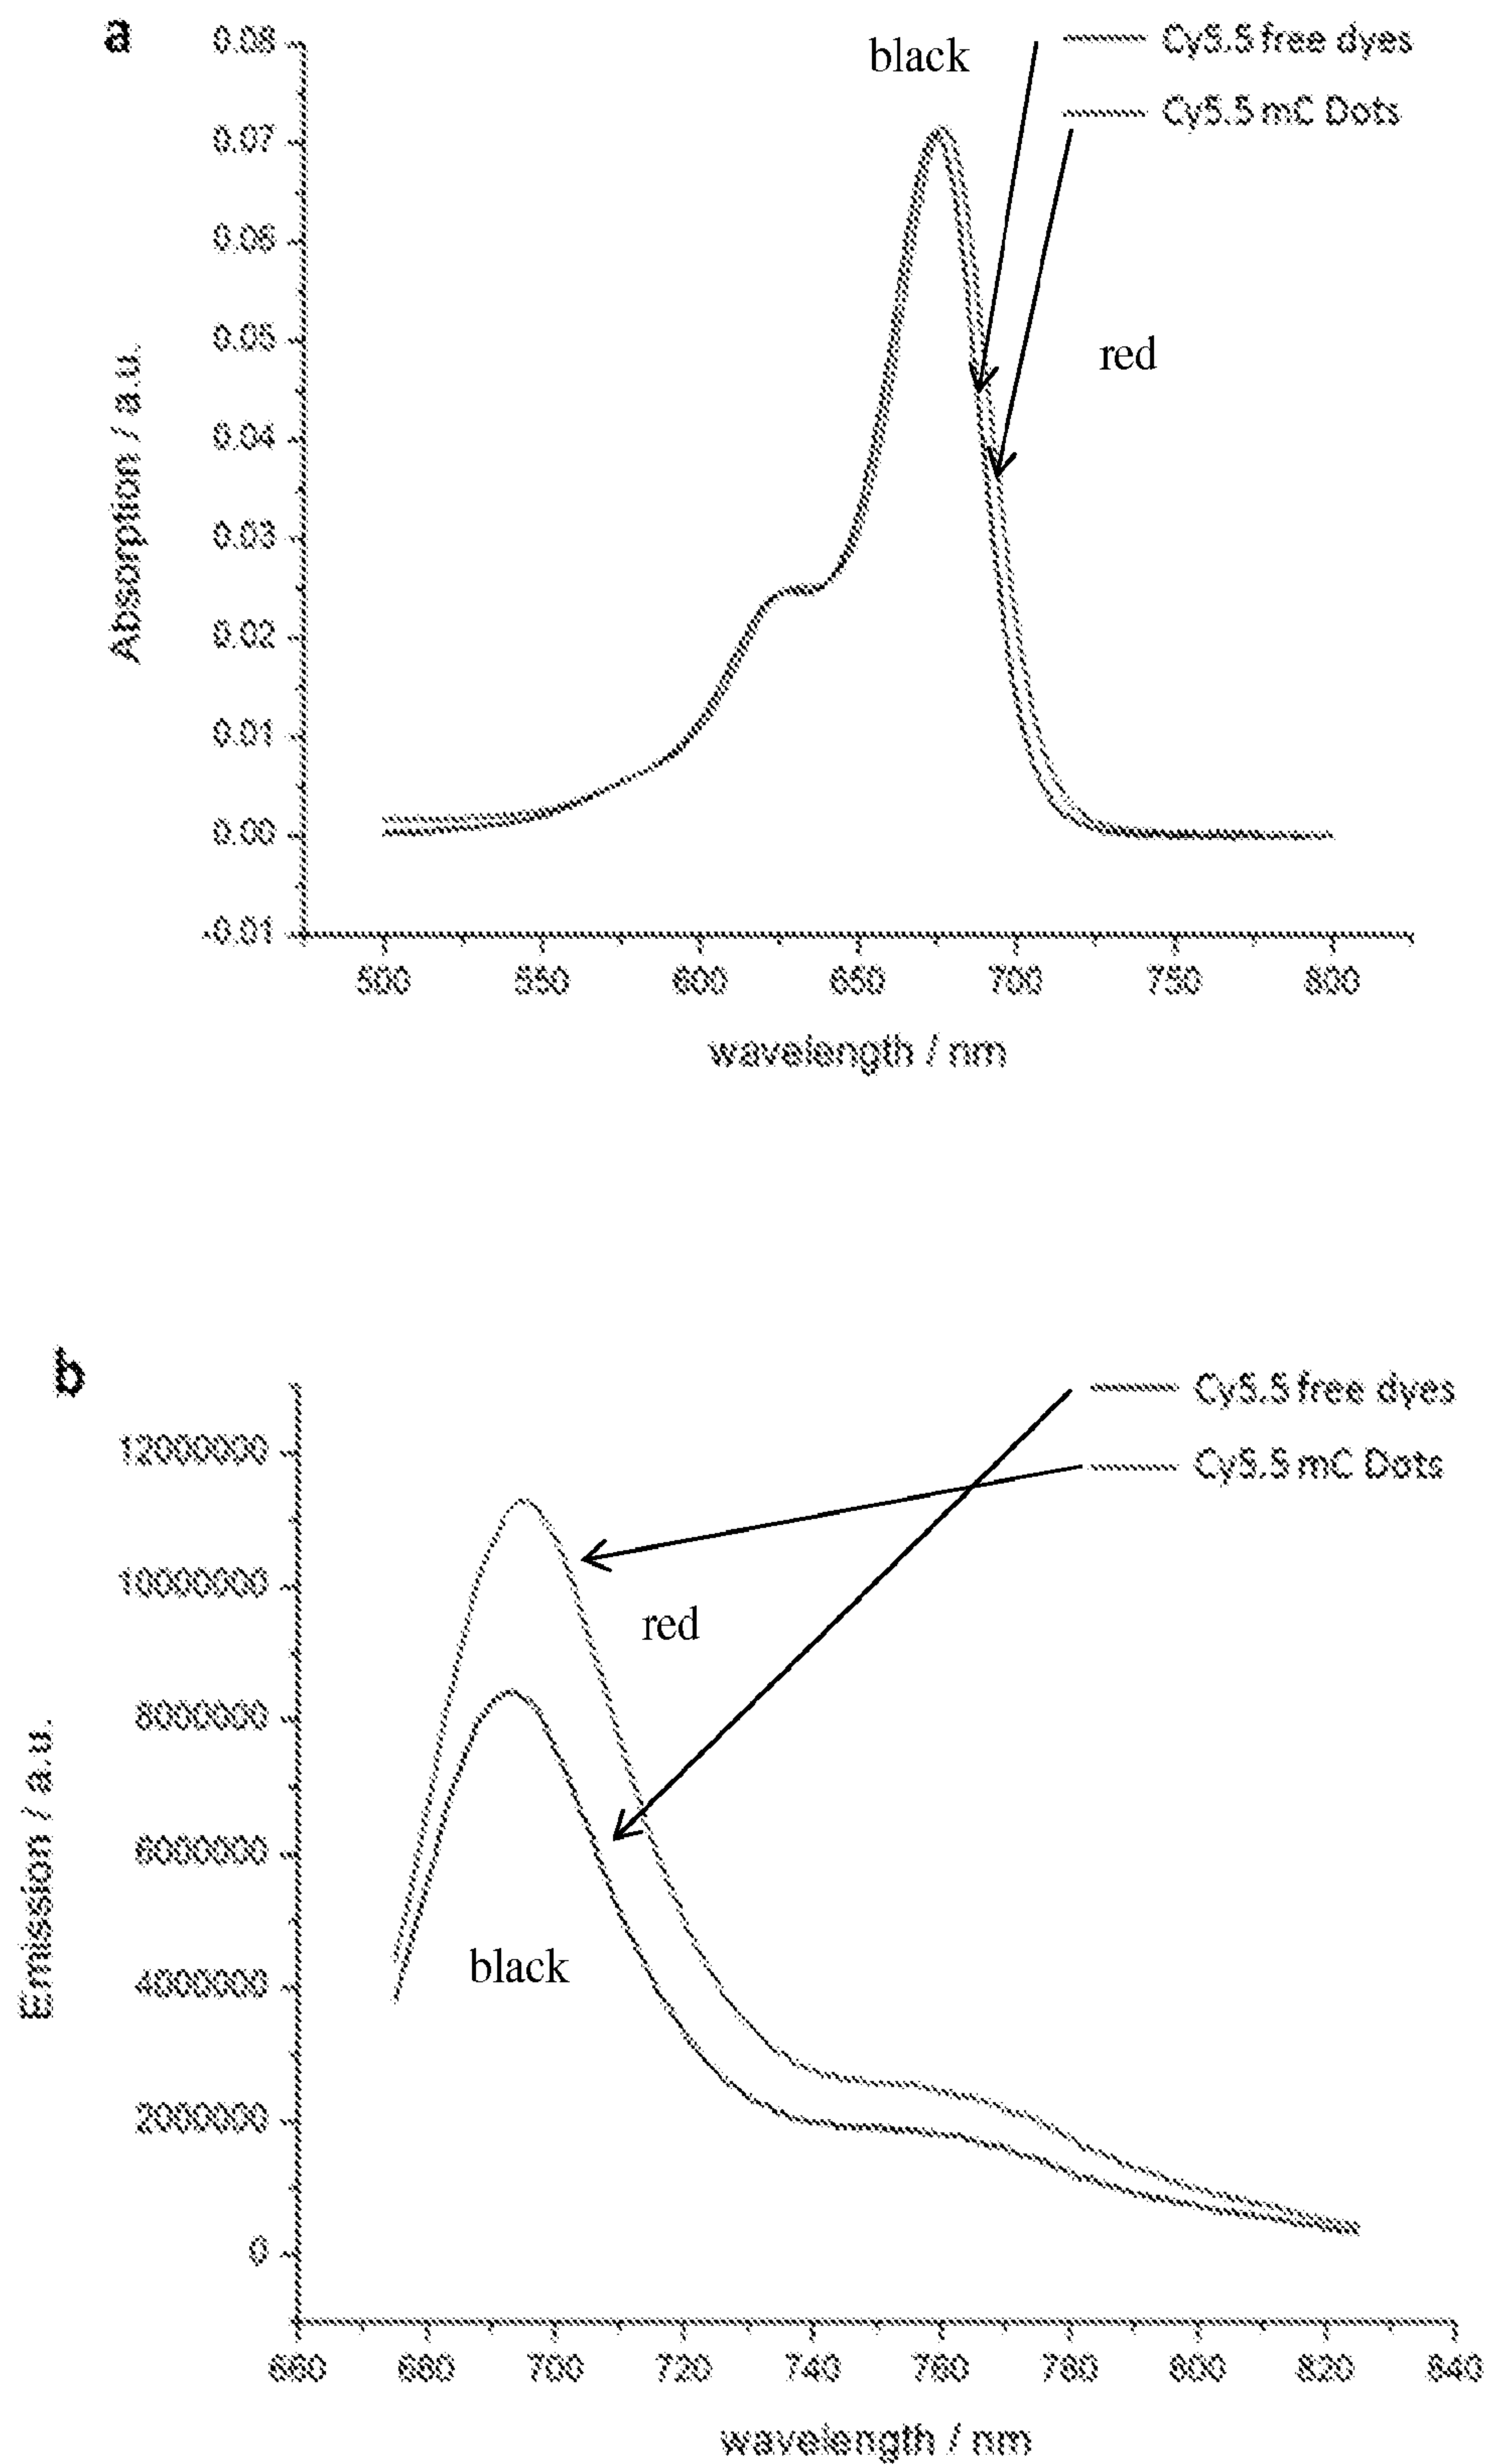 a
0.08
black
Cy5.5 free dyes
Cy5.5 mC Dots
0.07
0.06
0.05
red
0.04
0.03
0.02
0.01
0.00
-0.01
Absorption / a.u.
500 550 600 650 700 750 800
wavelength / nm
b
Cy5.5 free dyes
12000000
Cy5.5 mC Dots
10000000
red
8000000
6000000
black
4000000
2000000
0
Emission / a.u.
660 680 700 720 740 760 780 800 820 840
wavelength / nm